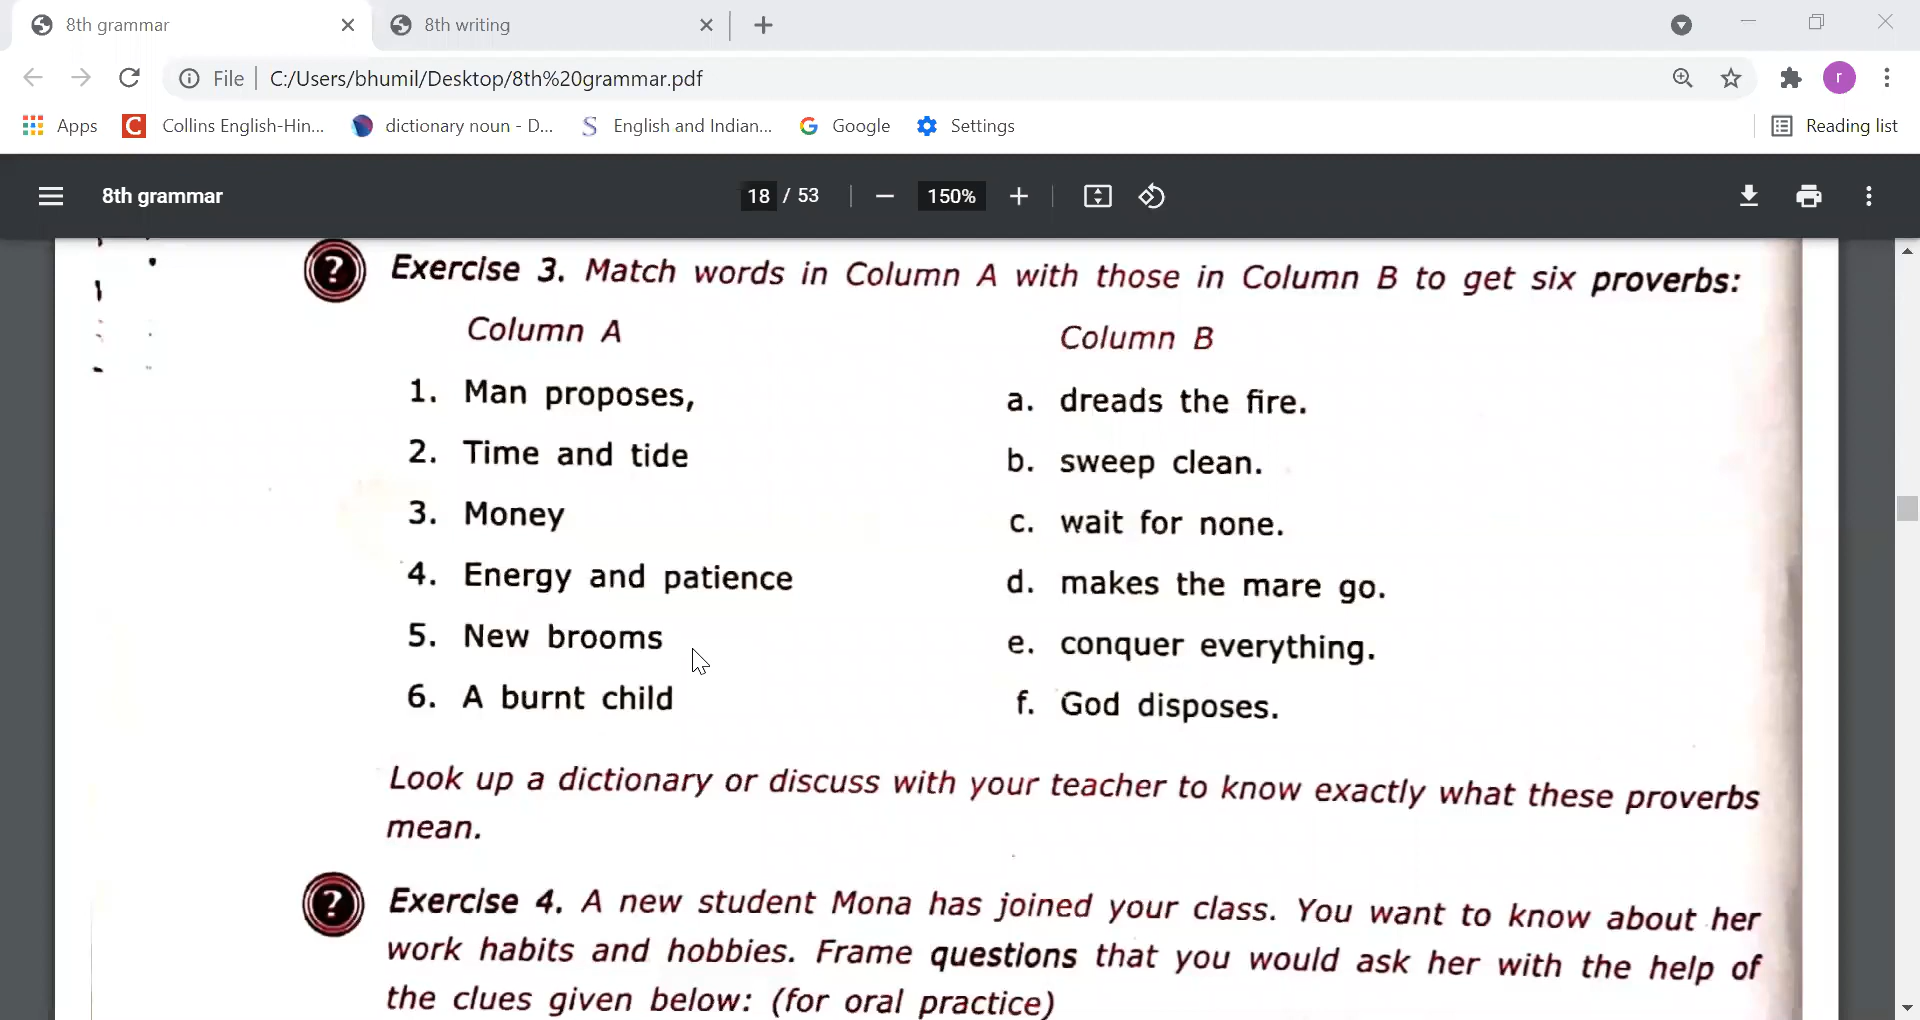 8th grammar
8th writing
File
C:/Users/bhumil/Desktop/8th%20grammar.pdf
r
Apps
C
Collins English-Hin...
dictionary noun - D...
S
English and Indian...
G
Google
Settings
Reading list
8th grammar
18 / 53
150%
? Exercise 3. Match words in Column A with those in Column B to get six proverbs:
Column A
Column B
1. Man proposes,
a. dreads the fire.
2. Time and tide
b. sweep clean.
3. Money
c. wait for none.
4. Energy and patience
d. makes the mare go.
5. New brooms
e. conquer everything.
6. A burnt child
f. God disposes.
Look up a dictionary or discuss with your teacher to know exactly what these proverbs
mean.
? Exercise 4. A new student Mona has joined your class. You want to know about her
work habits and hobbies. Frame questions that you would ask her with the help of
the clues given below: (for oral practice)